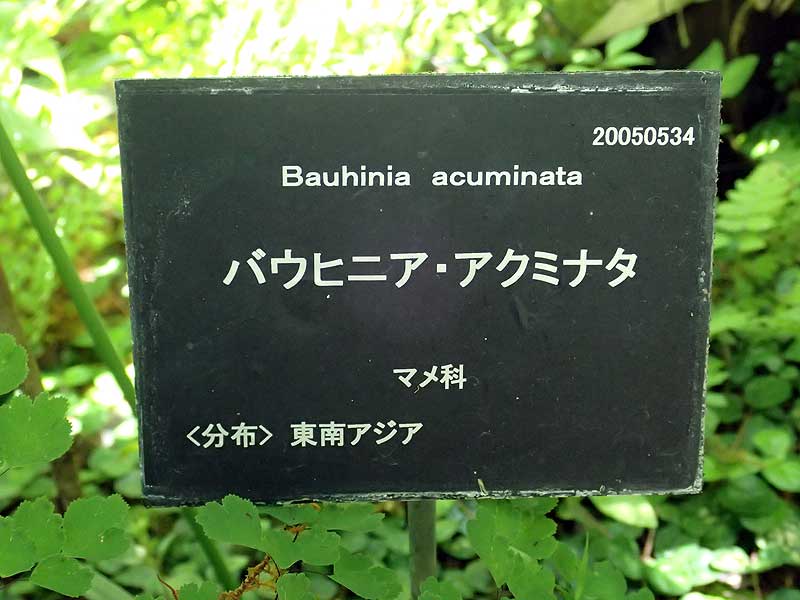 20050534
Bauhinia acuminata
バウヒニア・アクミナタ
マメ科
<分布> 東南アジア